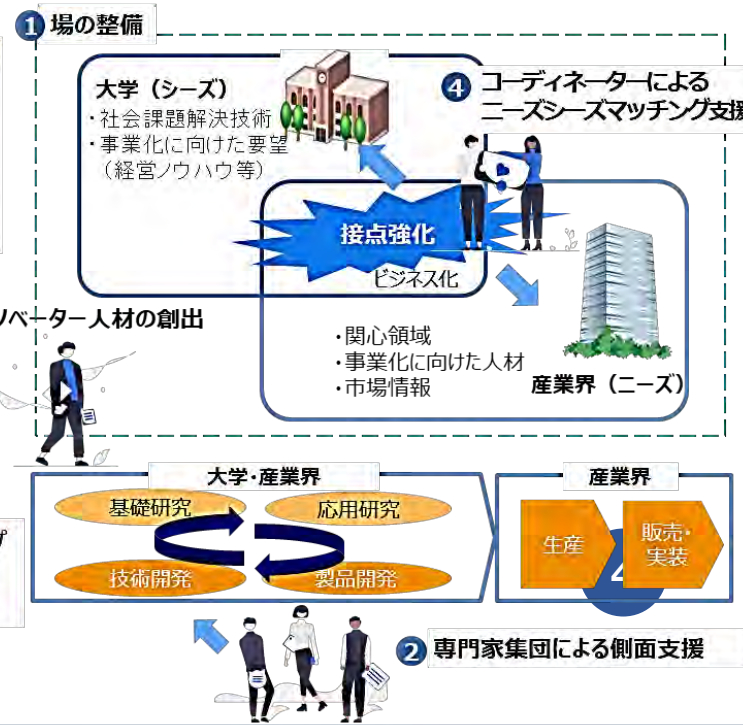 1 場の整備
大学（シーズ）
・社会課題解決技術
・事業化に向けた要望
（経営ノウハウ等）
4 コーディネーターによる
ニーズシーズマッチング支援
接点強化
ビジネス化
ノベーター人材の創出
・関心領域
・事業化に向けた人材
・市場情報
産業界（ニーズ）
大学・産業界
基礎研究
応用研究
技術開発
製品開発
産業界
生産
販売・
実装
プ
2 専門家集団による側面支援